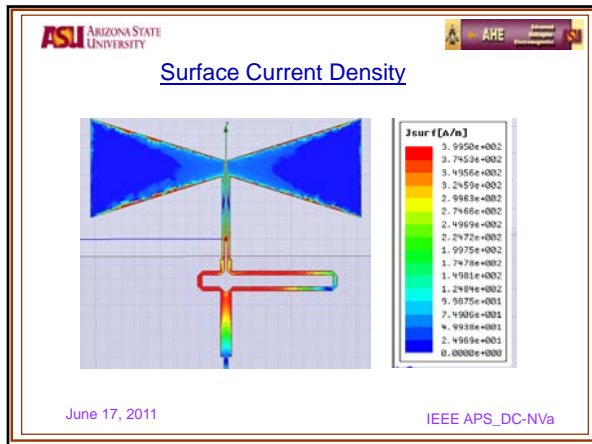 ASU ARIZONA STATE
UNIVERSITY
AHE
Surface Current Density
Jsurf[A/m]
3.9950e+002
3.7453e+002
3.4956e+002
3.2459e+002
2.9963e+002
2.7466e+002
2.4969e+002
2.2472e+002
1.9975e+002
1.7478e+002
1.4981e+002
1.2484e+002
9.9875e+001
7.4906e+001
4.9938e+001
2.4969e+001
0.0000e+000
June 17, 2011
IEEE APS_DC-NVa